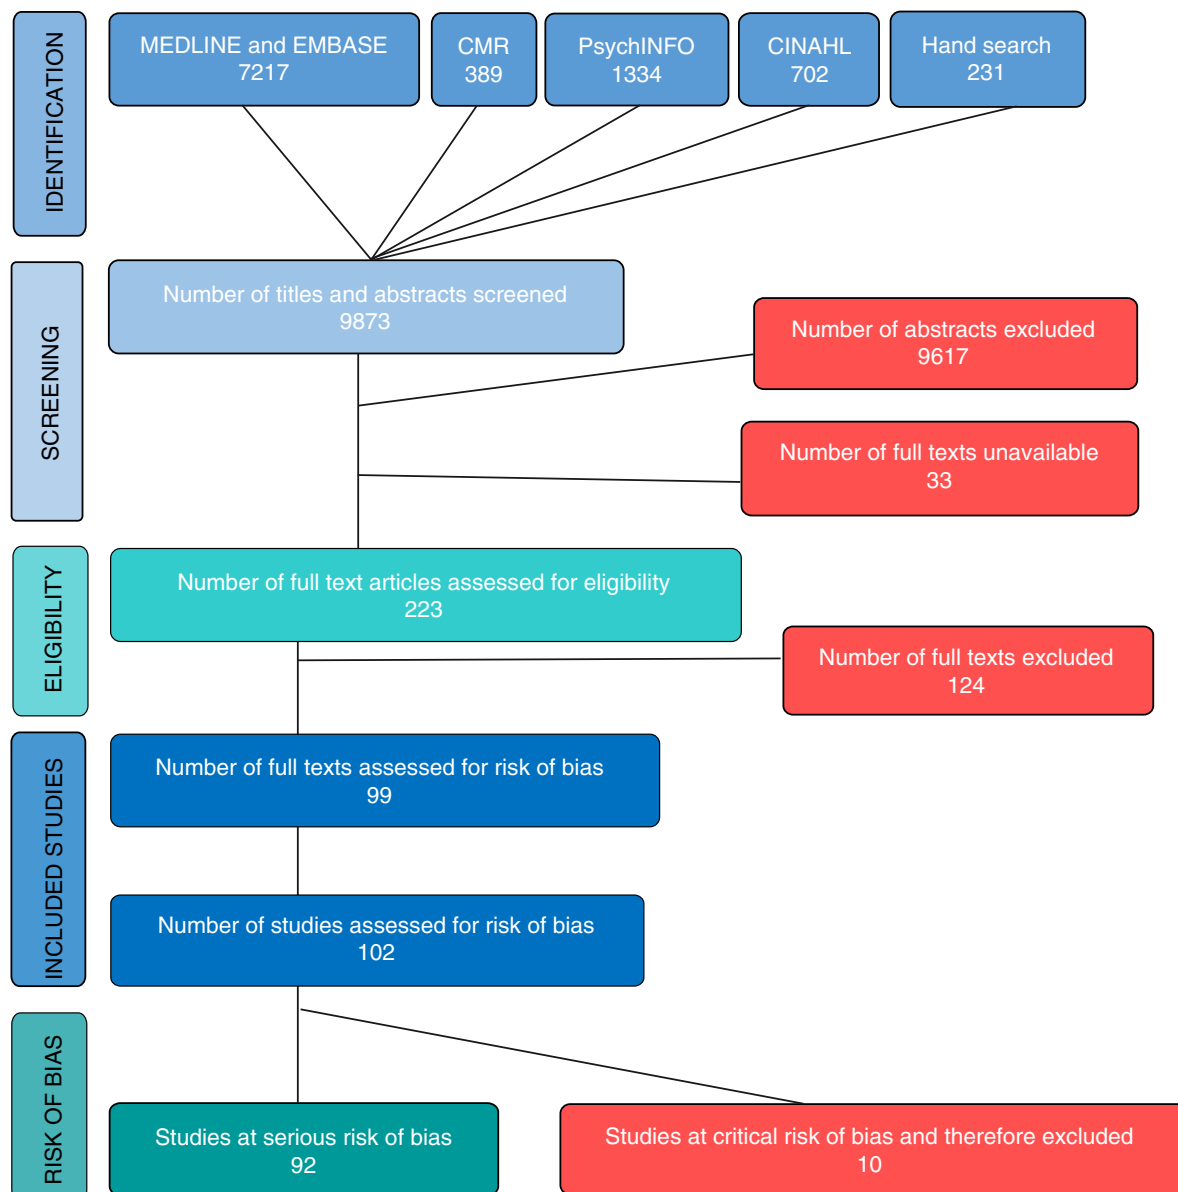 IDENTIFICATION
MEDLINE and EMBASE
7217
CMR
389
PsychINFO
1334
CINAHL
702
Hand search
231
SCREENING
Number of titles and abstracts screened
9873
Number of abstracts excluded
9617
Number of full texts unavailable
33
ELIGIBILITY
Number of full text articles assessed for eligibility
223
Number of full texts excluded
124
INCLUDED STUDIES
Number of full texts assessed for risk of bias
99
Number of studies assessed for risk of bias
102
RISK OF BIAS
Studies at serious risk of bias
92
Studies at critical risk of bias and therefore excluded
10